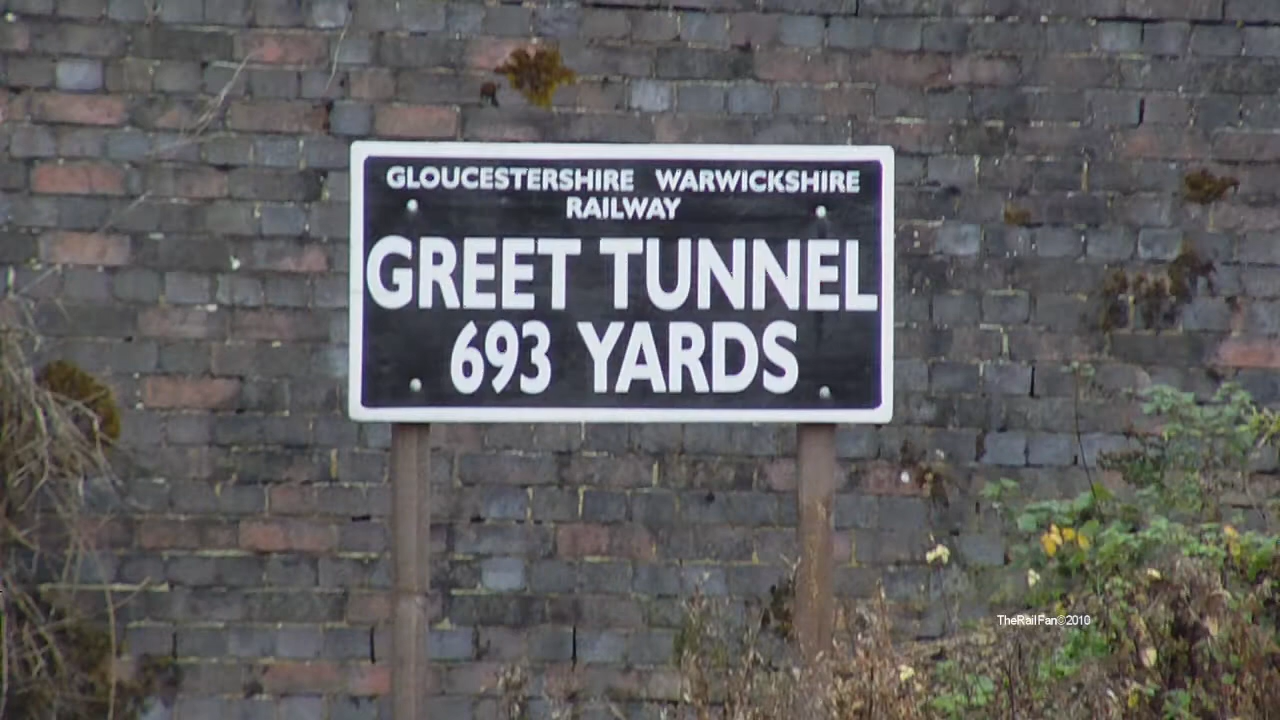 GLOUCESTERSHIRE WARWICKSHIRE
RAILWAY
GREET TUNNEL
693 YARDS
TheRailFan©2010